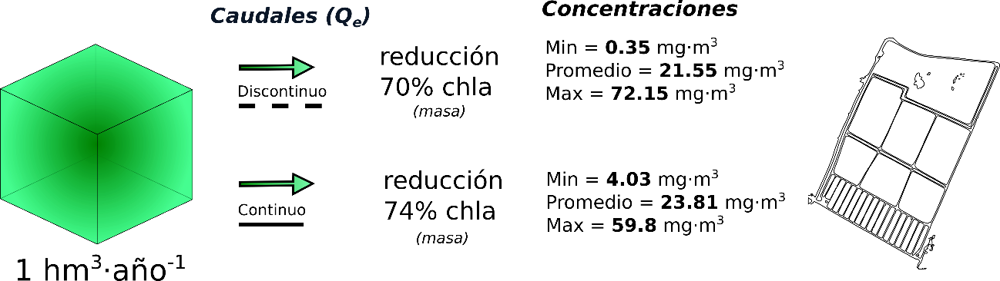 Caudales (Qe)
Concentraciones
Discontinuo
reducción
70% chla
(masa)
Min = 0.35 mg·m³
Promedio = 21.55 mg·m³
Max = 72.15 mg·m³
Continuo
reducción
74% chla
(masa)
Min = 4.03 mg·m³
Promedio = 23.81 mg·m³
Max = 59.8 mg·m³
1 hm³·año⁻¹